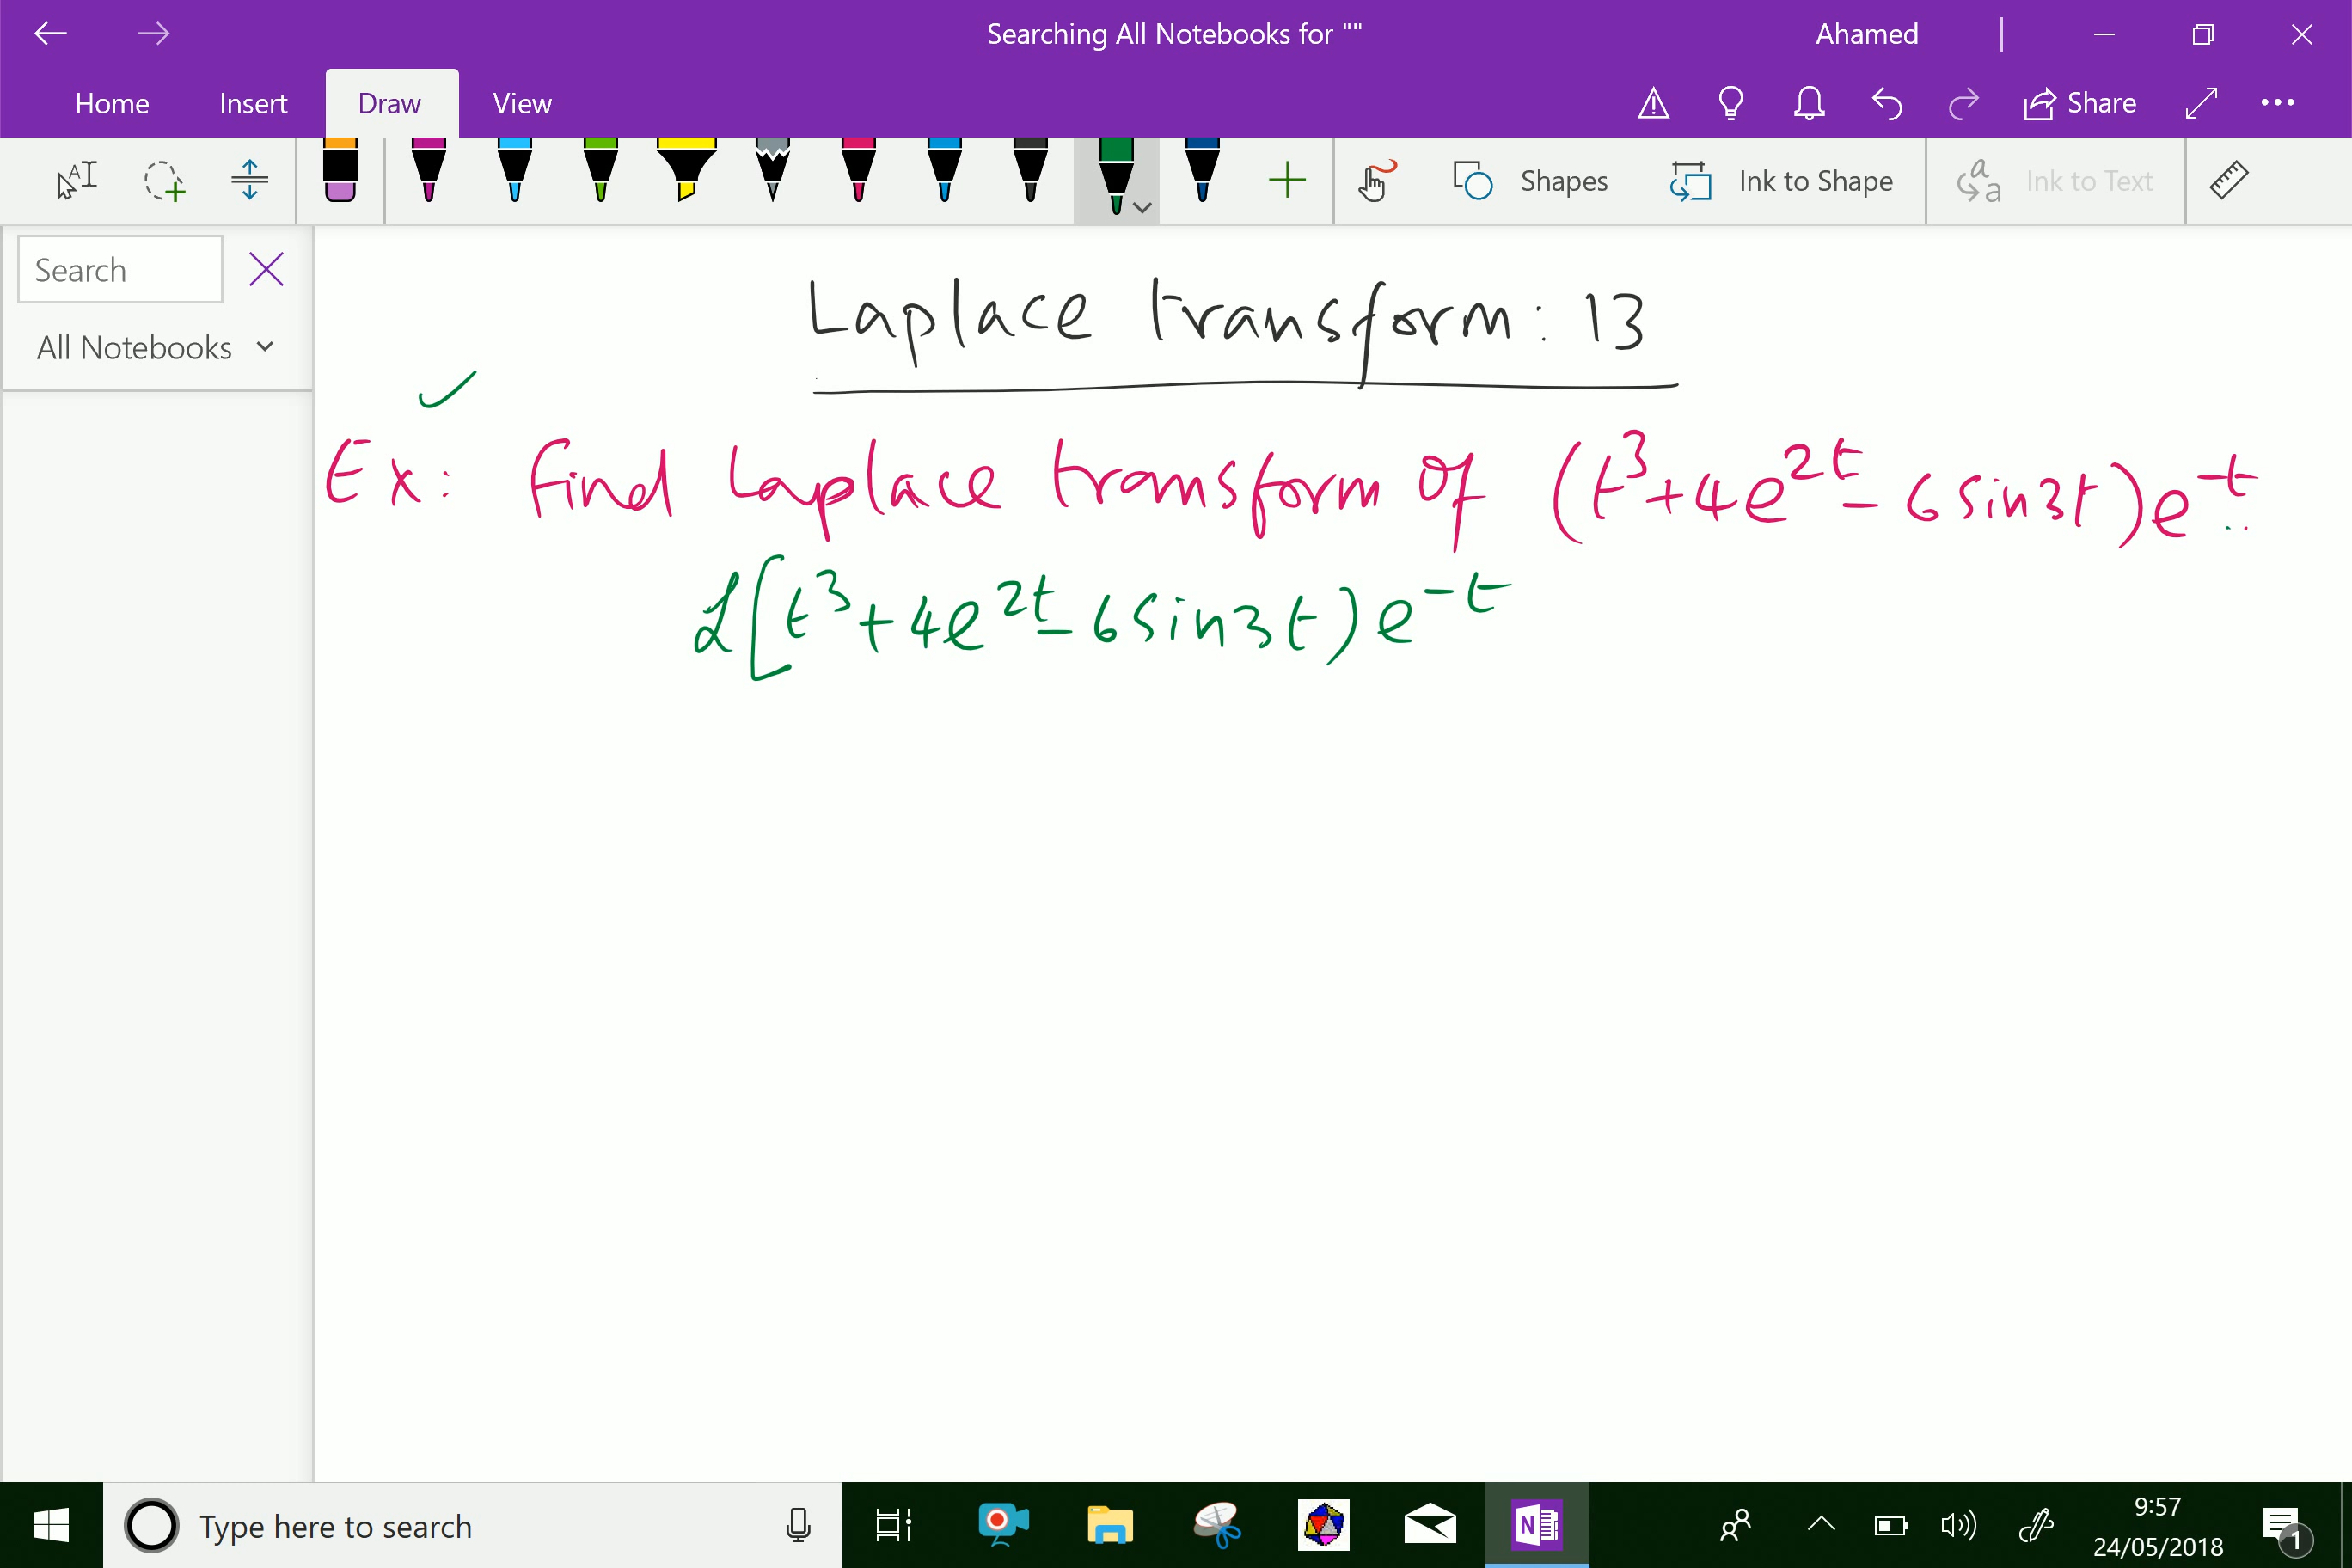 Searching All Notebooks for ""
Ahamed
Home
Insert
Draw
View
Share
Shapes
Ink to Shape
Ink to Text
Search
All Notebooks
Laplace transform: 13
Ex: Find Laplace transform of (t³+4e²ᵗ-6sin3t)e⁻ᵗ
ℒ[t³+4e²ᵗ-6sin3t)e⁻ᵗ
Type here to search
9:57
24/05/2018
1